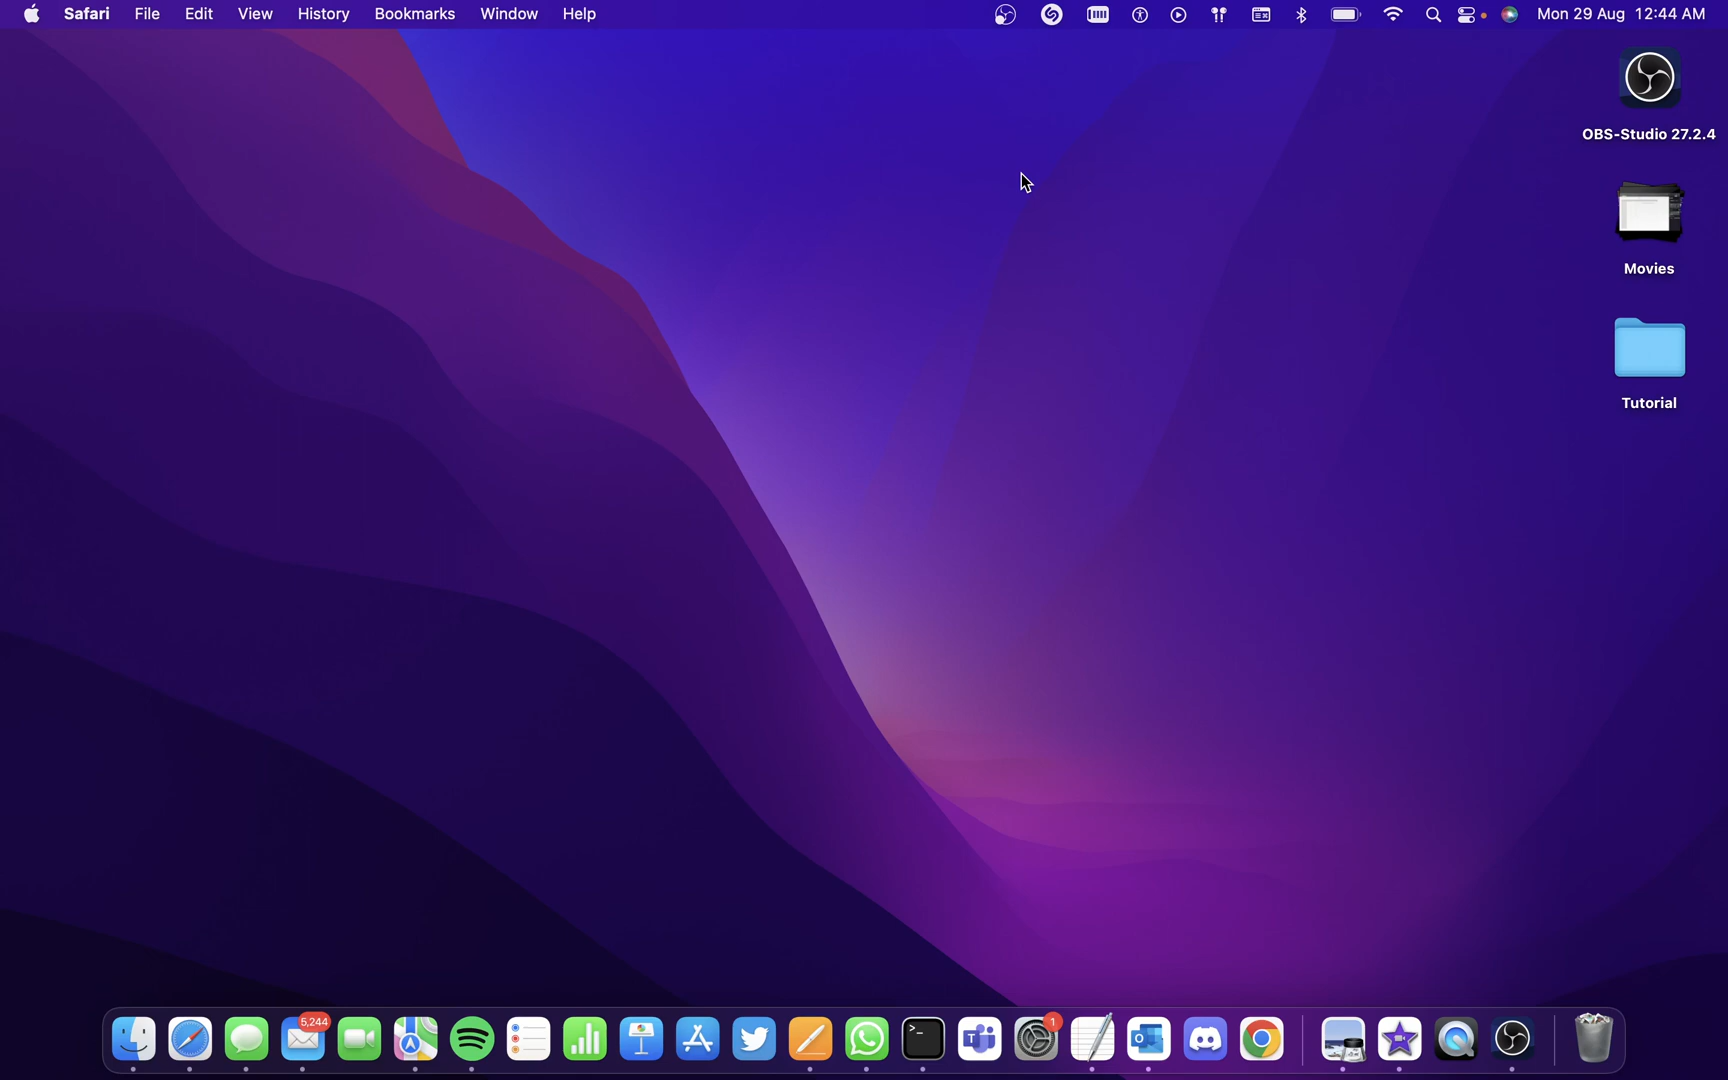 Safari File Edit View History Bookmarks Window Help Mon 29 Aug 12:44 AM
OBS-Studio 27.2.4
Movies
Tutorial
5,244
1